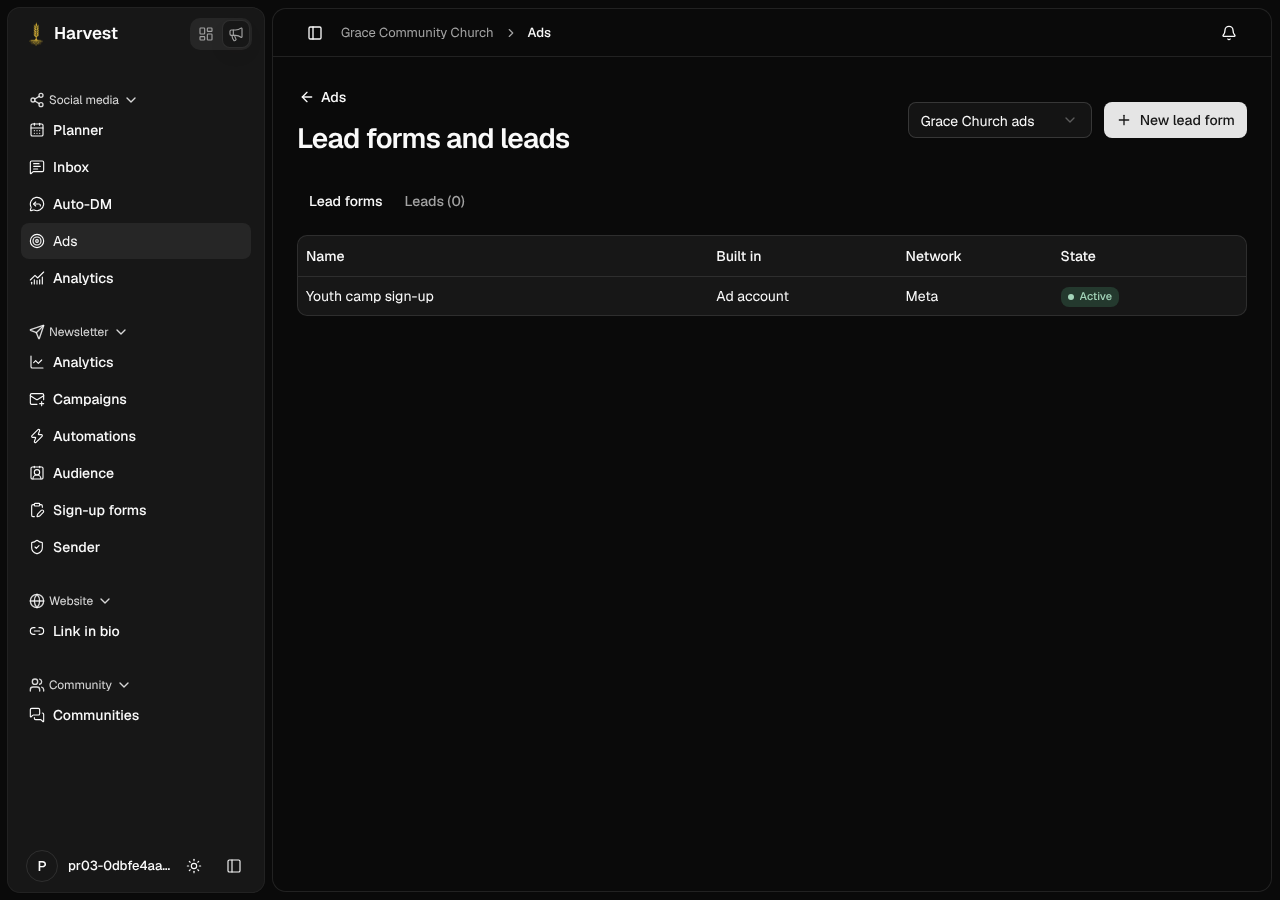 Harvest
Social media
Planner
Inbox
Auto-DM
Ads
Analytics
Newsletter
Analytics
Campaigns
Automations
Audience
Sign-up forms
Sender
Website
Link in bio
Community
Communities
P
pr03-0dbfe4aa...
Grace Community Church > Ads
Ads
Lead forms and leads
Grace Church ads
New lead form
Lead forms Leads (0)
Name Built in Network State
Youth camp sign-up Ad account Meta Active